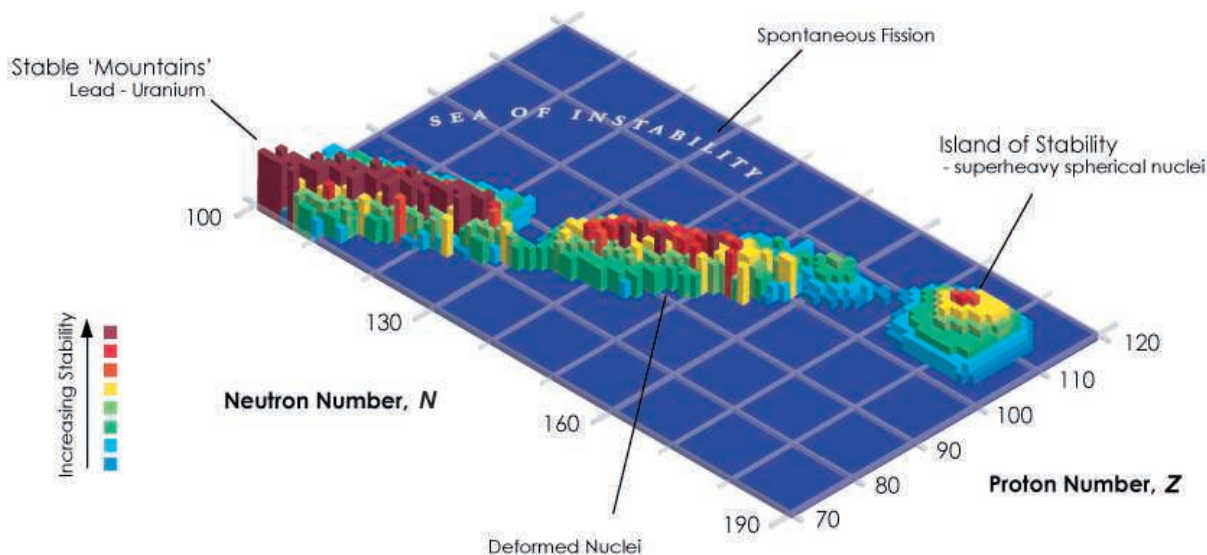 Spontaneous Fission
Stable ‘Mountains’
Lead - Uranium
SEA OF INSTABILITY
Island of Stability
- superheavy spherical nuclei
100
130
160
190
120
110
100
90
80
70
Increasing Stability
Neutron Number, N
Proton Number, Z
Deformed Nuclei